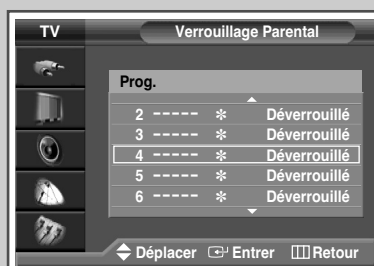 TV Verrouillage Parental
Prog.
2 ----- ✻ Déverrouillé
3 ----- ✻ Déverrouillé
4 ----- ✻ Déverrouillé
5 ----- ✻ Déverrouillé
6 ----- ✻ Déverrouillé
Déplacer Entrer Retour